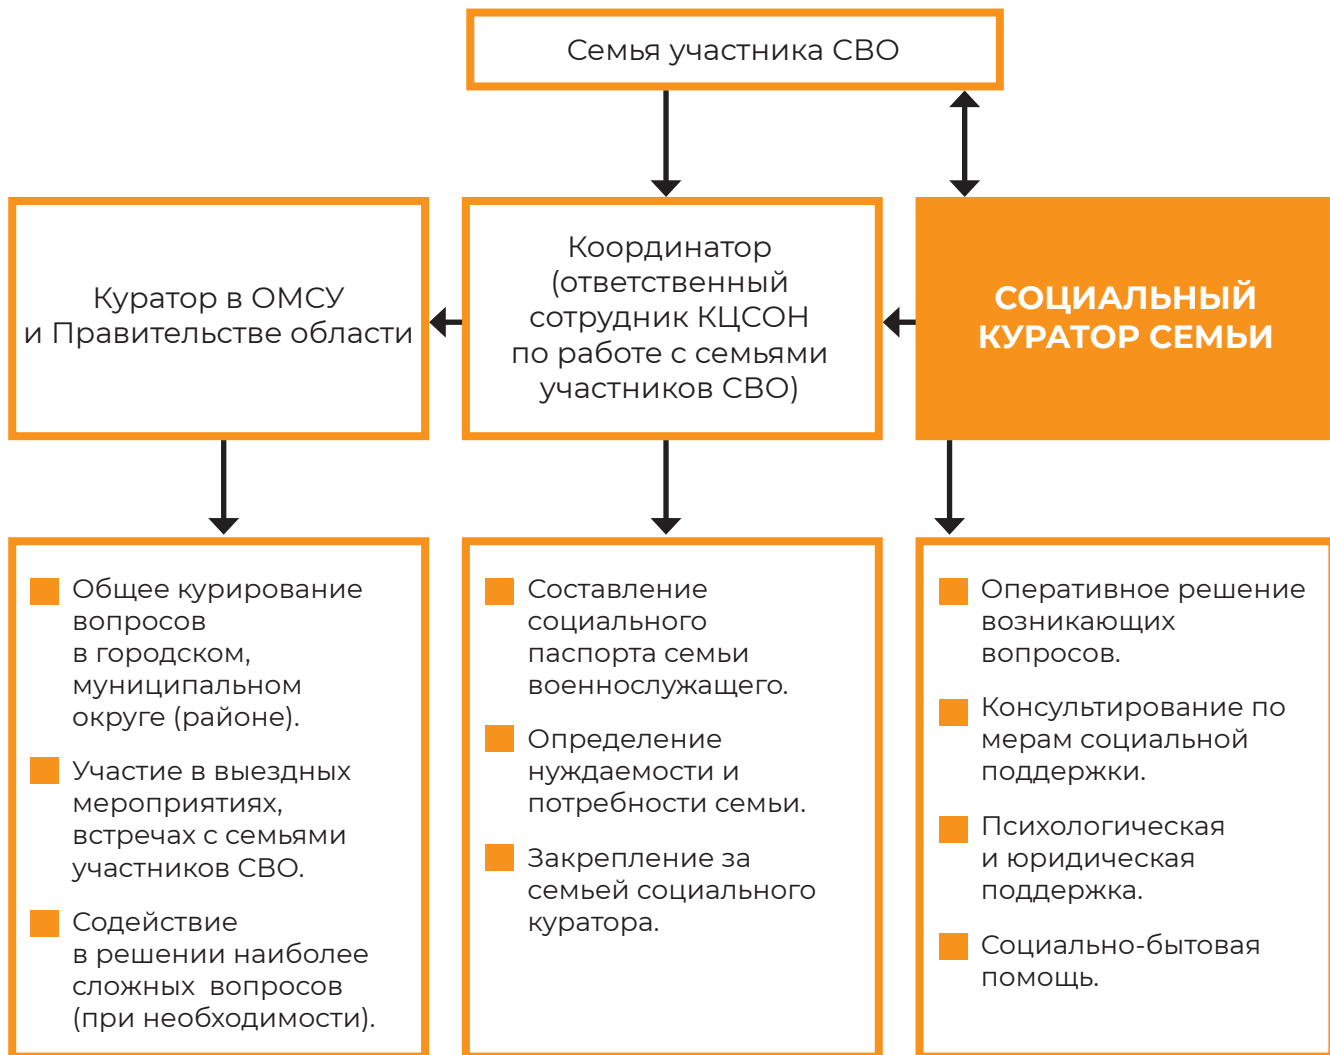 Семья участника СВО
Куратор в ОМСУ
и Правительстве области
Координатор
(ответственный
сотрудник КЦСОН
по работе с семьями
участников СВО)
СОЦИАЛЬНЫЙ
КУРАТОР СЕМЬИ
Общее курирование
вопросов
в городском,
муниципальном
округе (районе).
Участие в выездных
мероприятиях,
встречах с семьями
участников СВО.
Содействие
в решении наиболее
сложных вопросов
(при необходимости).
Составление
социального
паспорта семьи
военнослужащего.
Определение
нуждаемости и
потребности семьи.
Закрепление за
семьей социального
куратора.
Оперативное решение
возникающих
вопросов.
Консультирование по
мерам социальной
поддержки.
Психологическая
и юридическая
поддержка.
Социально-бытовая
помощь.